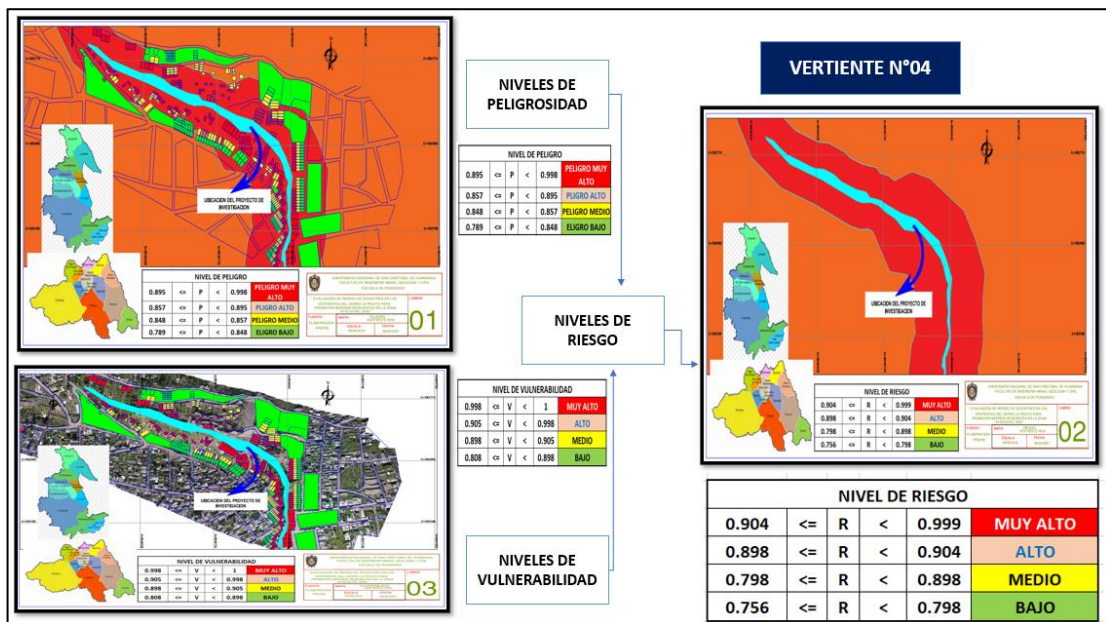 VERTIENTE N°04
NIVELES DE
PELIGROSIDAD
NIVEL DE PELIGRO
0.895 <= P < 0.998 PELIGRO MUY ALTO
0.857 <= P < 0.895 PLIGRO ALTO
0.848 <= P < 0.857 PELIGRO MEDIO
0.789 <= P < 0.848 ELIGRO BAJO
UBICACION DEL PROYECTO DE
INVESTIGACION
NIVEL DE PELIGRO
0.895 <= P < 0.998 PELIGRO MUY ALTO
0.857 <= P < 0.895 PLIGRO ALTO
0.848 <= P < 0.857 PELIGRO MEDIO
0.789 <= P < 0.848 ELIGRO BAJO
01
NIVELES DE
RIESGO
NIVEL DE VULNERABILIDAD
0.998 <= V < 1 MUY ALTO
0.905 <= V < 0.998 ALTO
0.898 <= V < 0.905 MEDIO
0.808 <= V < 0.898 BAJO
UBICACION DEL PROYECTO DE
INVESTIGACION
NIVEL DE VULNERABILIDAD
0.998 <= V < 1 MUY ALTO
0.905 <= V < 0.998 ALTO
0.898 <= V < 0.905 MEDIO
0.808 <= V < 0.898 BAJO
03
NIVELES DE
VULNERABILIDAD
UBICACION DEL PROYECTO DE
INVESTIGACION
NIVEL DE RIESGO
0.904 <= R < 0.999 MUY ALTO
0.898 <= R < 0.904 ALTO
0.798 <= R < 0.898 MEDIO
0.756 <= R < 0.798 BAJO
02
NIVEL DE RIESGO
0.904 <= R < 0.999 MUY ALTO
0.898 <= R < 0.904 ALTO
0.798 <= R < 0.898 MEDIO
0.756 <= R < 0.798 BAJO